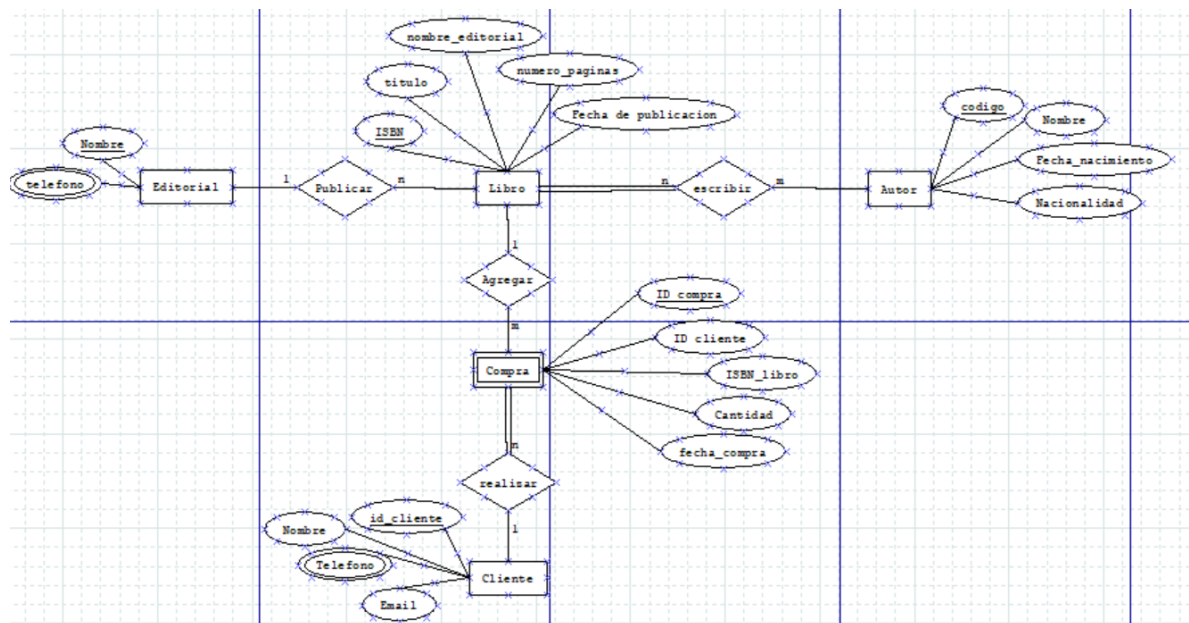 nombre_editorial
numero_paginas
titulo
Fecha de publicacion
ISBN
codigo
Nombre
Nombre
Fecha_nacimiento
telefono
Editorial
1
Publicar
n
Libro
n
escribir
m
Autor
Nacionalidad
1
Agregar
m
ID compra
ID cliente
Compra
ISBN_libro
Cantidad
fecha_compra
n
realisar
1
id_cliente
Nombre
Telefono
Cliente
Email